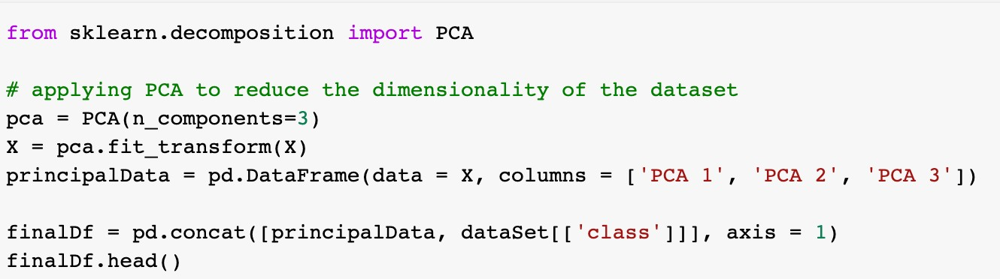 from sklearn.decomposition import PCA
# applying PCA to reduce the dimensionality of the dataset
pca = PCA(n_components=3)
X = pca.fit_transform(X)
principalData = pd.DataFrame(data = X, columns = ['PCA 1', 'PCA 2', 'PCA 3'])
finalDf = pd.concat([principalData, dataSet[['class']]], axis = 1)
finalDf.head()